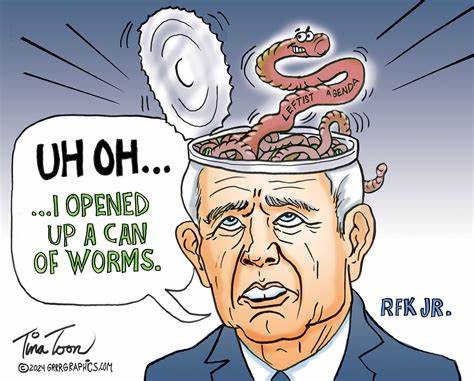 LEFTIST AGENDA
UH OH...
...I OPENED
UP A CAN
OF WORMS.
RFK JR.
Tina Toon
©2024 GRRRGRAPHICS.COM